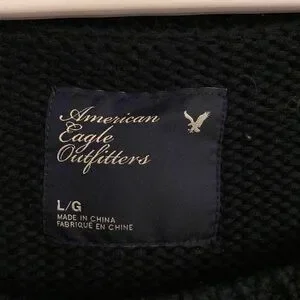 American
Eagle
Outfitters
L/G
MADE IN CHINA
FABRIQUÉ EN CHINE